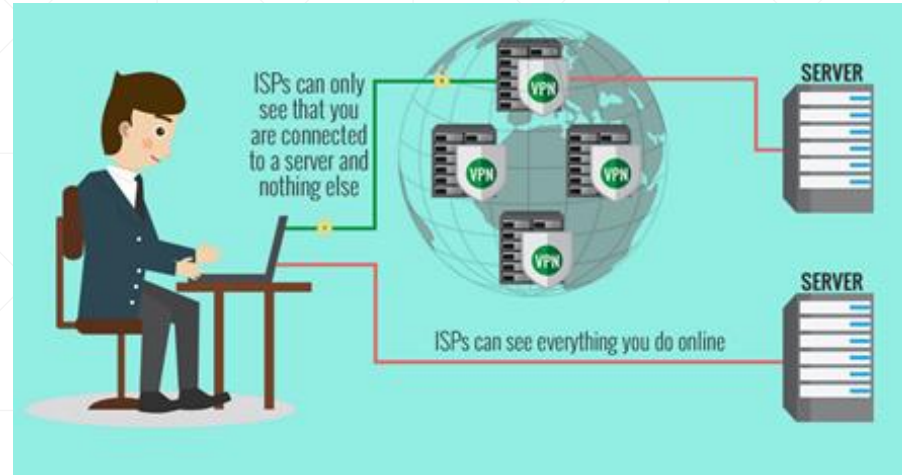 ISPs can only
see that you
are connected
to a server and
nothing else
VPN
VPN
VPN
VPN
SERVER
SERVER
ISPs can see everything you do online